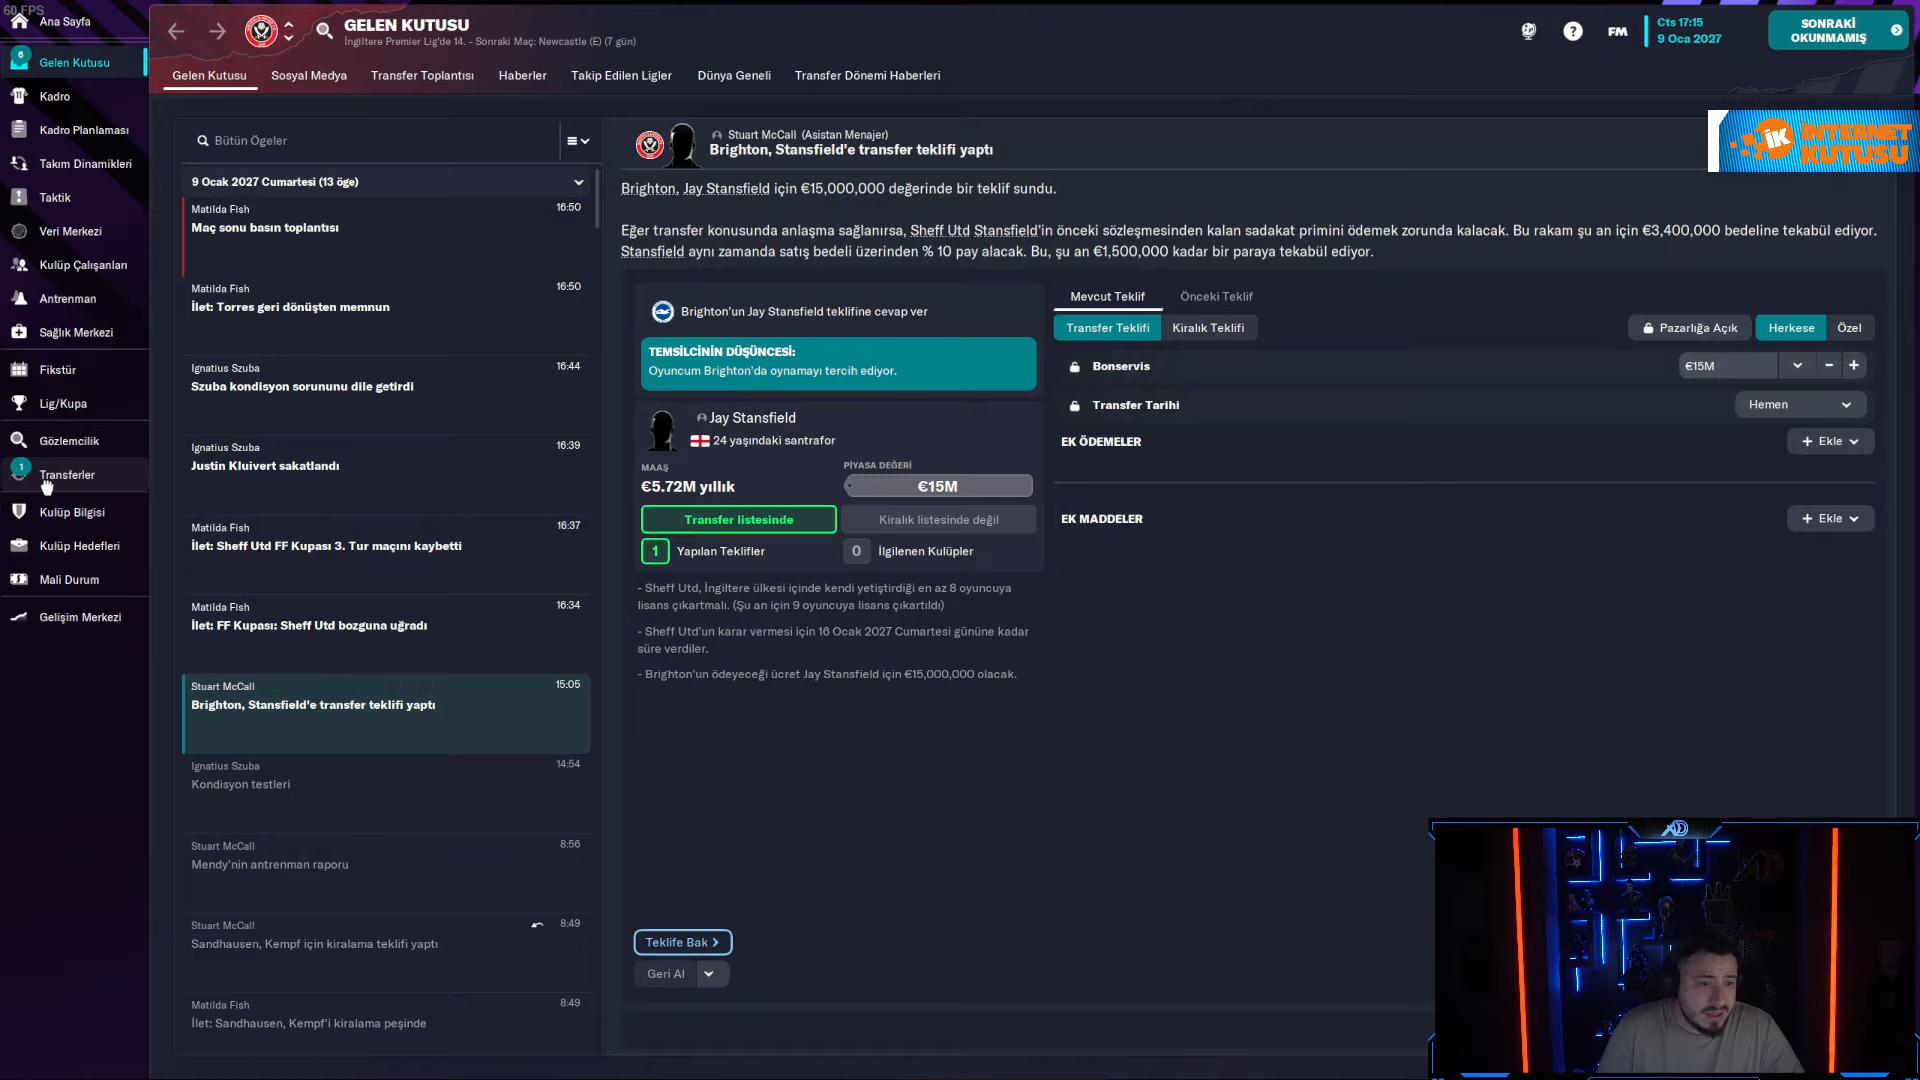 60 FPS
Ana Sayfa
6
Gelen Kutusu
Kadro
Kadro Planlaması
Takım Dinamikleri
Taktik
Veri Merkezi
Kulüp Çalışanları
Antrenman
Sağlık Merkezi
Fikstür
Lig/Kupa
Gözlemcilik
1
Transferler
Kulüp Bilgisi
Kulüp Hedefleri
Mali Durum
Gelişim Merkezi
GELEN KUTUSU
İngiltere Premier Lig'de 14. - Sonraki Maç: Newcastle (E) (7 gün)
FM
Cts 17:15
9 Oca 2027
SONRAKİ OKUNMAMIŞ
Gelen Kutusu
Sosyal Medya
Transfer Toplantısı
Haberler
Takip Edilen Ligler
Dünya Geneli
Transfer Dönemi Haberleri
Bütün Ögeler
9 Ocak 2027 Cumartesi (13 öge)
Matilda Fish 16:50
Maç sonu basın toplantısı
Matilda Fish 16:50
İlet: Torres geri dönüşten memnun
Ignatius Szuba 16:44
Szuba kondisyon sorununu dile getirdi
Ignatius Szuba 16:39
Justin Kluivert sakatlandı
Matilda Fish 16:37
İlet: Sheff Utd FF Kupası 3. Tur maçını kaybetti
Matilda Fish 16:34
İlet: FF Kupası: Sheff Utd bozguna uğradı
Stuart McCall 15:05
Brighton, Stansfield'e transfer teklifi yaptı
Ignatius Szuba 14:54
Kondisyon testleri
Stuart McCall 8:56
Mendy'nin antrenman raporu
Stuart McCall 8:49
Sandhausen, Kempf için kiralama teklifi yaptı
Matilda Fish 8:49
İlet: Sandhausen, Kempf'i kiralama peşinde
Stuart McCall (Asistan Menajer)
Brighton, Stansfield'e transfer teklifi yaptı
İK İNTERNET
KUTUSU
Brighton, Jay Stansfield için €15,000,000 değerinde bir teklif sundu.
Eğer transfer konusunda anlaşma sağlanırsa, Sheff Utd Stansfield'in önceki sözleşmesinden kalan sadakat primini ödemek zorunda kalacak. Bu rakam şu an için €3,400,000 bedeline tekabül ediyor.
Stansfield aynı zamanda satış bedeli üzerinden % 10 pay alacak. Bu, şu an €1,500,000 kadar bir paraya tekabül ediyor.
Brighton'un Jay Stansfield teklifine cevap ver
TEMSİLCİNİN DÜŞÜNCESİ:
Oyuncum Brighton'da oynamayı tercih ediyor.
Jay Stansfield
24 yaşındaki santrafor
MAAŞ
€5.72M yıllık
PİYASA DEĞERİ
€15M
Transfer listesinde
Kiralık listesinde değil
1 Yapılan Teklifler
0 İlgilenen Kulüpler
- Sheff Utd, İngiltere ülkesi içinde kendi yetiştirdiği en az 8 oyuncuya
lisans çıkartmalı. (Şu an için 9 oyuncuya lisans çıkartıldı)
- Sheff Utd'un karar vermesi için 16 Ocak 2027 Cumartesi gününe kadar
süre verdiler.
- Brighton'un ödeyeceği ücret Jay Stansfield için €15,000,000 olacak.
Teklife Bak
Geri Al
Mevcut Teklif
Önceki Teklif
Transfer Teklifi
Kiralık Teklifi
Pazarlığa Açık
Herkese
Özel
Bonservis
€15M
Transfer Tarihi
Hemen
EK ÖDEMELER
Ekle
EK MADDELER
Ekle